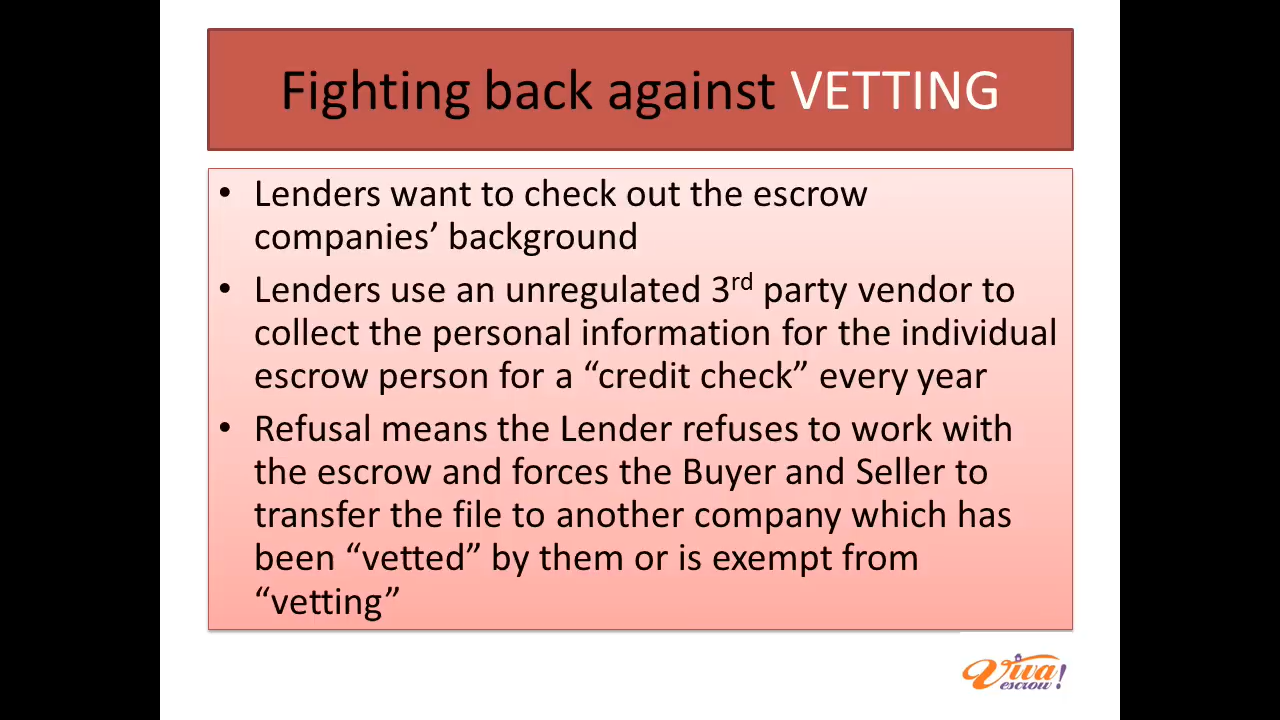 Fighting back against VETTING
• Lenders want to check out the escrow
companies’ background
• Lenders use an unregulated 3rd party vendor to
collect the personal information for the individual
escrow person for a “credit check” every year
• Refusal means the Lender refuses to work with
the escrow and forces the Buyer and Seller to
transfer the file to another company which has
been “vetted” by them or is exempt from
“vetting”
Viva
escrow!